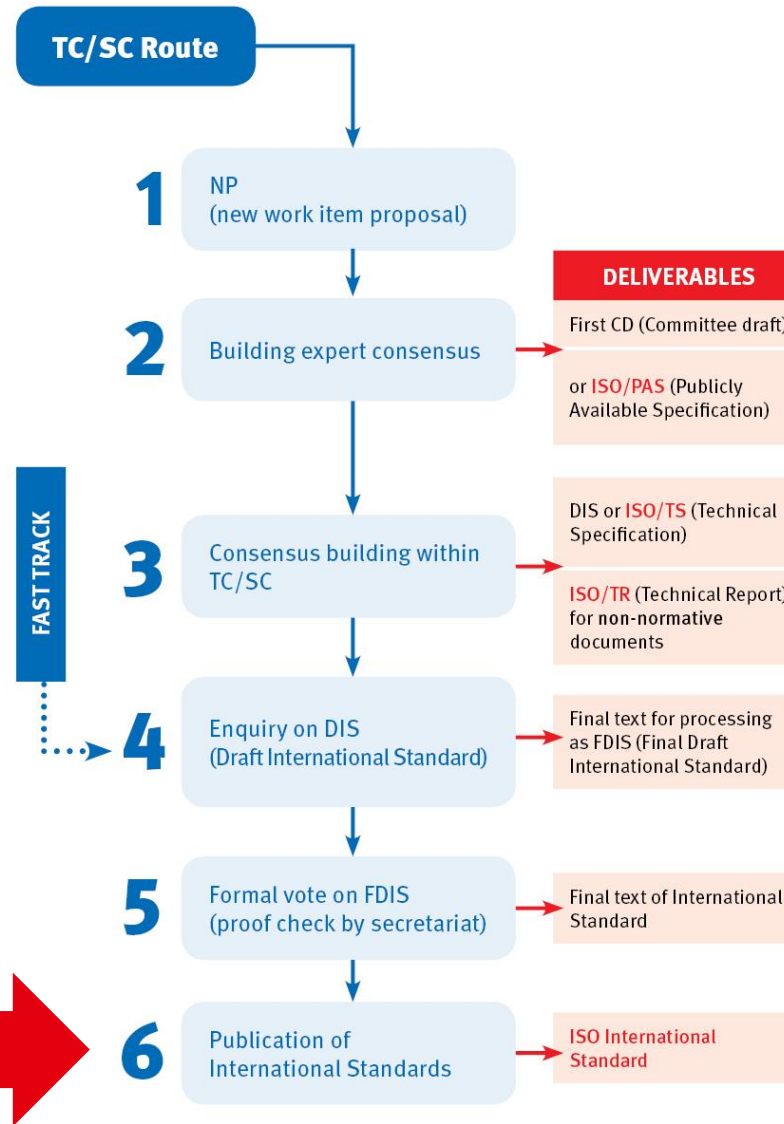 TC/SC Route
1
NP
(new work item proposal)
DELIVERABLES
2
Building expert consensus
First CD (Committee draft)
or ISO/PAS (Publicly
Available Specification)
FAST TRACK
3
Consensus building within
TC/SC
DIS or ISO/TS (Technical
Specification)
ISO/TR (Technical Report)
for non-normative
documents
4
Enquiry on DIS
(Draft International Standard)
Final text for processing
as FDIS (Final Draft
International Standard)
5
Formal vote on FDIS
(proof check by secretariat)
Final text of International
Standard
6
Publication of
International Standards
ISO International
Standard